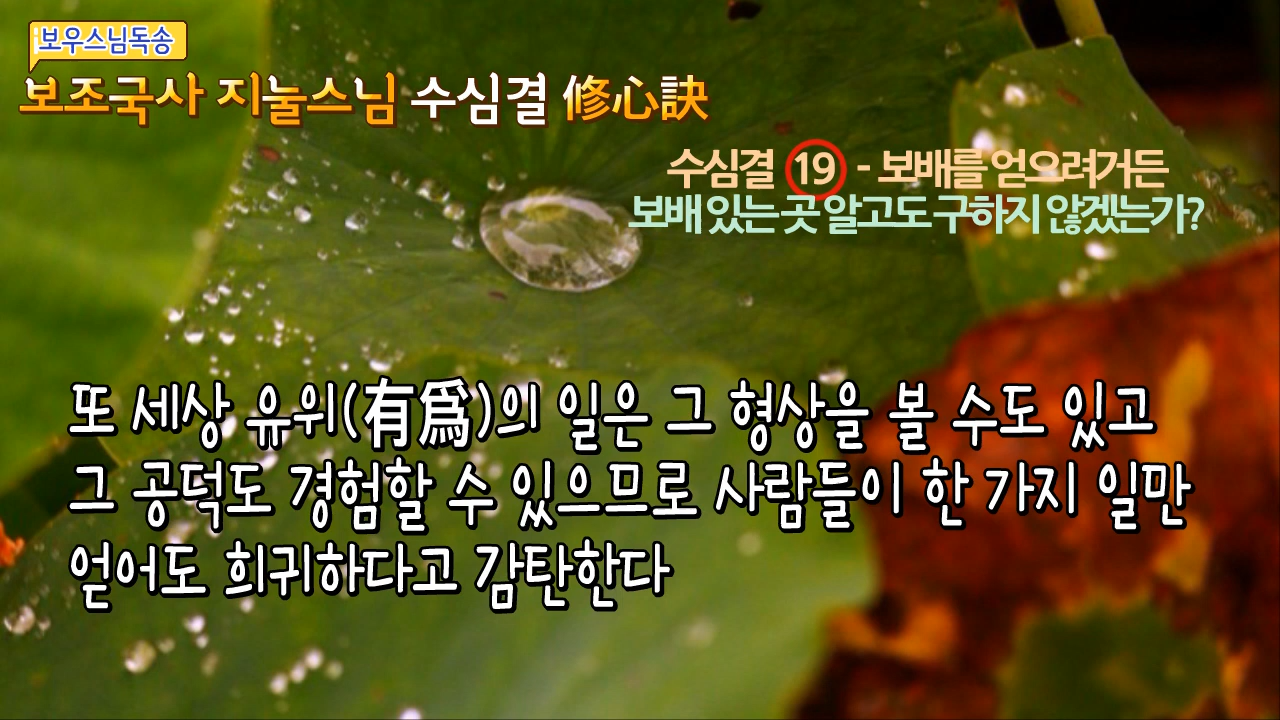 보우스님독송
보조국사 지눌스님 수심결 修心訣
수심결 19 - 보배를 얻으려거든
보배 있는 곳 알고도 구하지 않겠는가?
또 세상 유위(有爲)의 일은 그 형상을 볼 수도 있고
그 공덕도 경험할 수 있으므로 사람들이 한 가지 일만
얻어도 희귀하다고 감탄한다